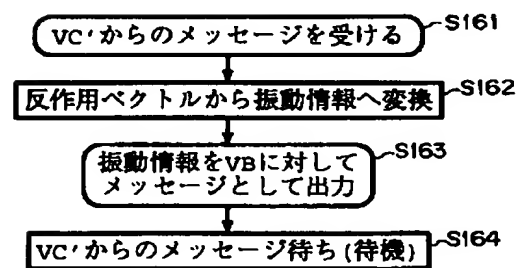 VC'からのメッセージを受ける S161
反作用ベクトルから振動情報へ変換 S162
振動情報をVBに対して S163
メッセージとして出力
VC'からのメッセージ待ち(待機) S164